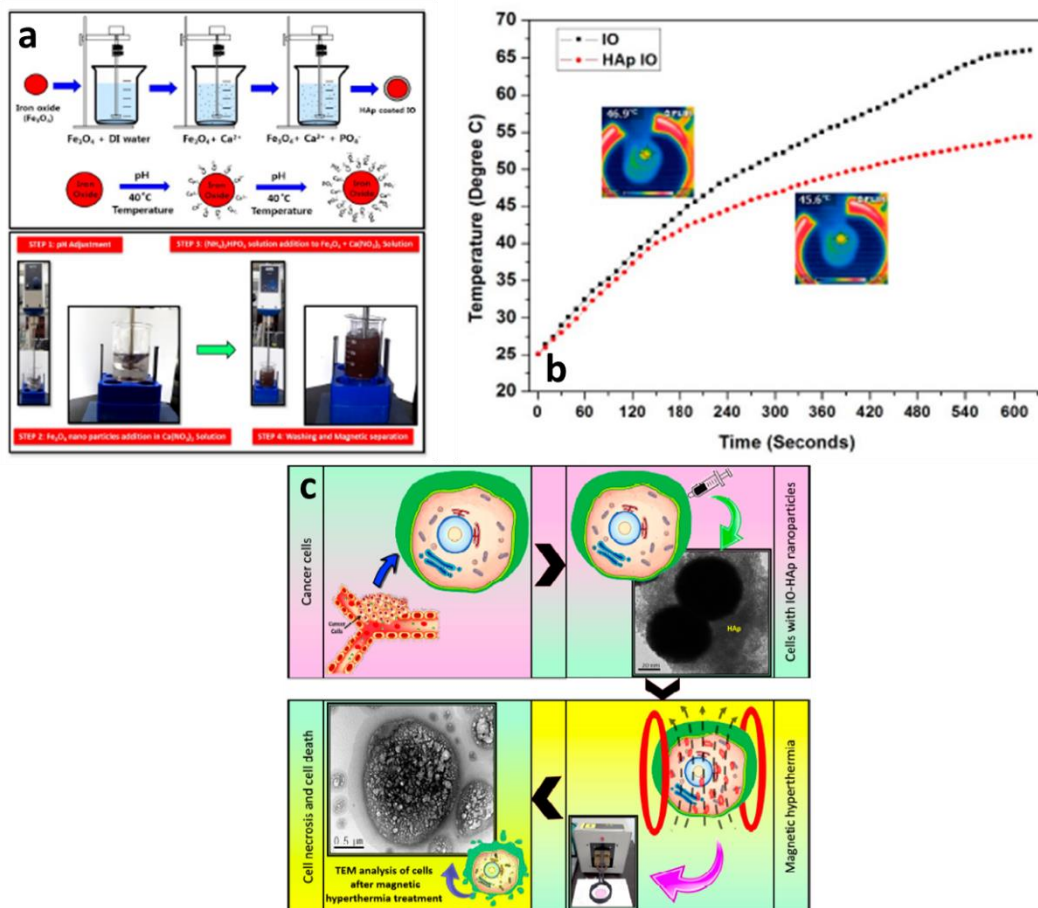 a
Iron oxide
(Fe₃O₄)
HAp
coated IO
Fe₃O₄ + DI water
Fe₃O₄+ Ca²⁺
Fe₃O₄+ Ca²⁺ + PO₄⁻
Iron
Oxide
pH
40˚C
Temperature
Iron
Oxide
Ca²⁺
pH
40˚C
Temperature
Iron
Oxide
STEP 1: pH Adjustment
STEP 3: (NH₄)₂HPO₄ solution addition to Fe₃O₄ + Ca(NO₃)₂ Solution
STEP 2: Fe₃O₄ nano particles addition in Ca(NO₃)₂ Solution
STEP 4: Washing and Magnetic separation
b
Temperature (Degree C)
70
65
60
55
50
45
40
35
30
25
20
IO
HAp IO
46.9°C
45.6°C
0 60 120 180 240 300 360 420 480 540 600
Time (Seconds)
c
Cancer cells
Cancer
Cells
HAp
20 nm
Cells with IO-HAp nanoparticles
Cell necrosis and cell death
0.5 µm
TEM analysis of cells
after magnetic
hyperthermia treatment
Magnetic hyperthermia